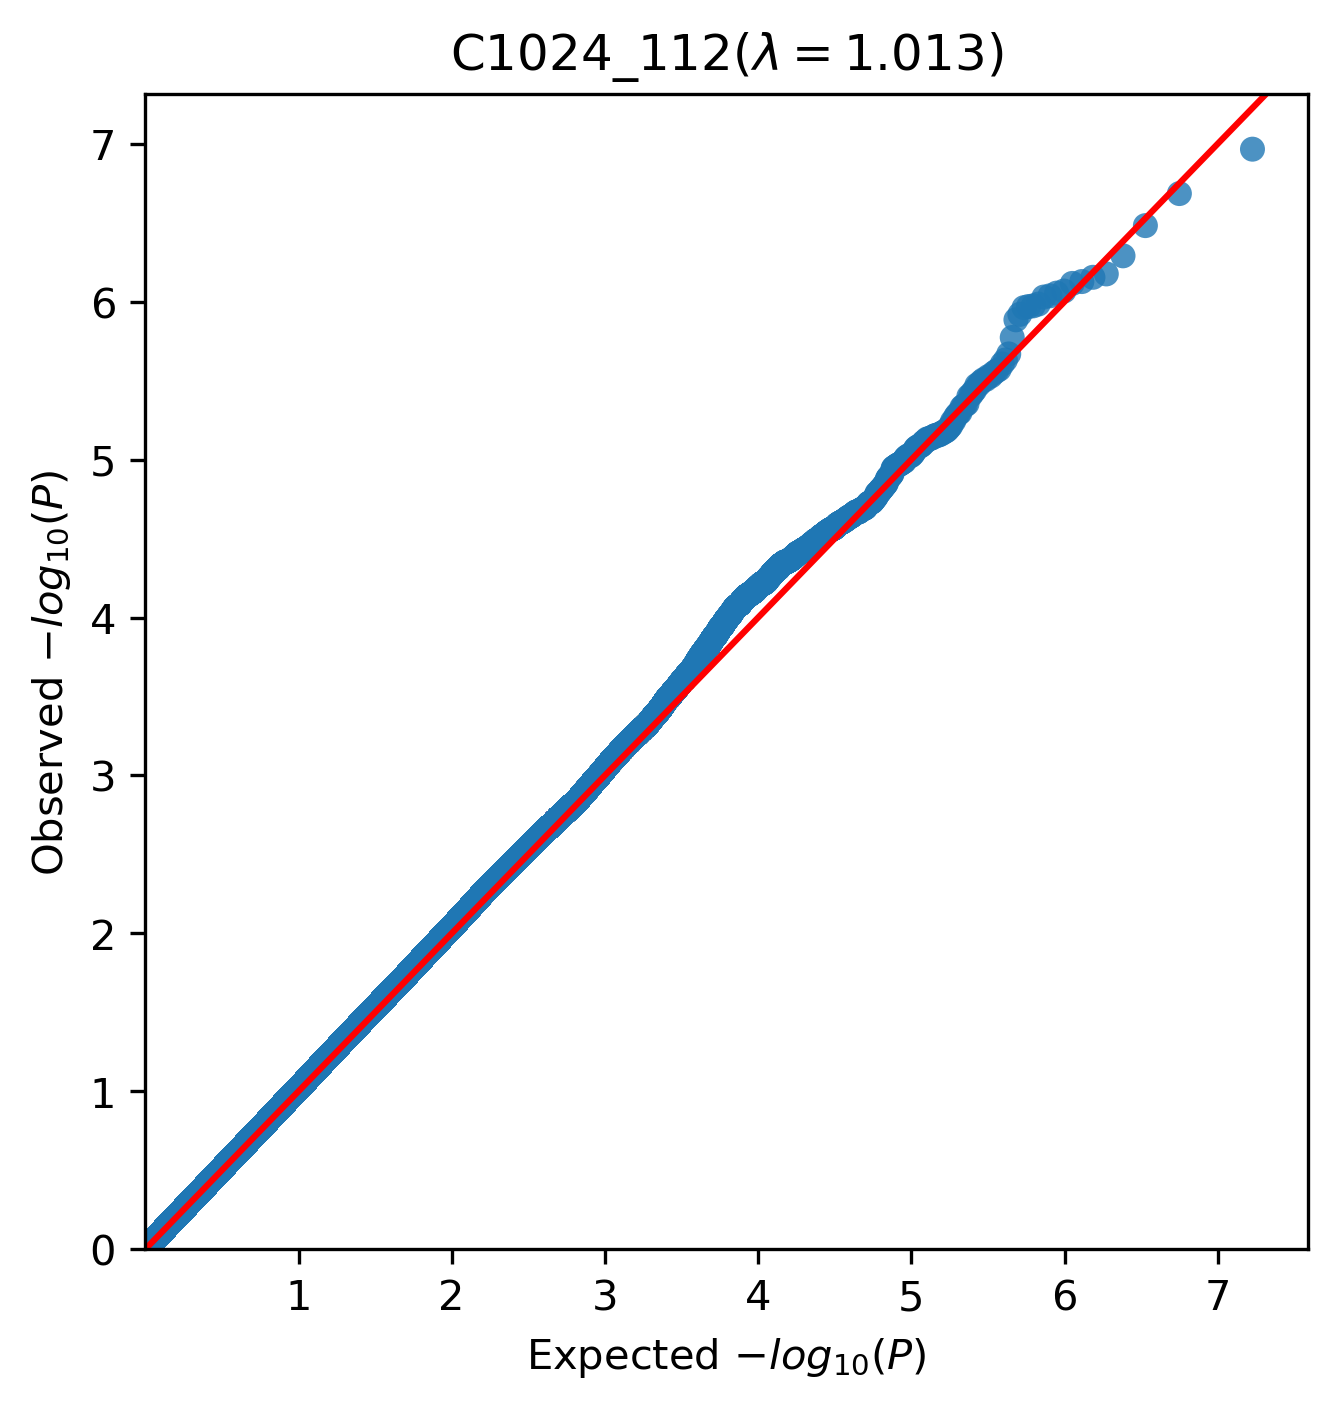 C1024_112(λ = 1.013)
7
6
5
4
3
2
1
0
Observed −log₁₀(P)
1 2 3 4 5 6 7
Expected −log₁₀(P)